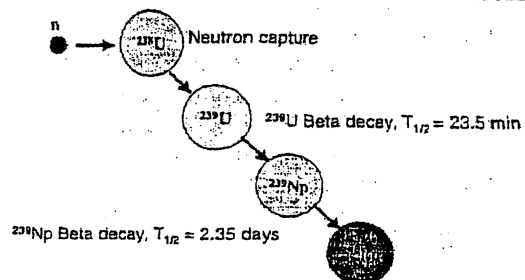 n
²³⁸U Neutron capture
²³⁹U ²³⁹U Beta decay, T₁/₂ = 23.5 min
²³⁹Np
²³⁹Np Beta decay, T₁/₂ = 2.35 days